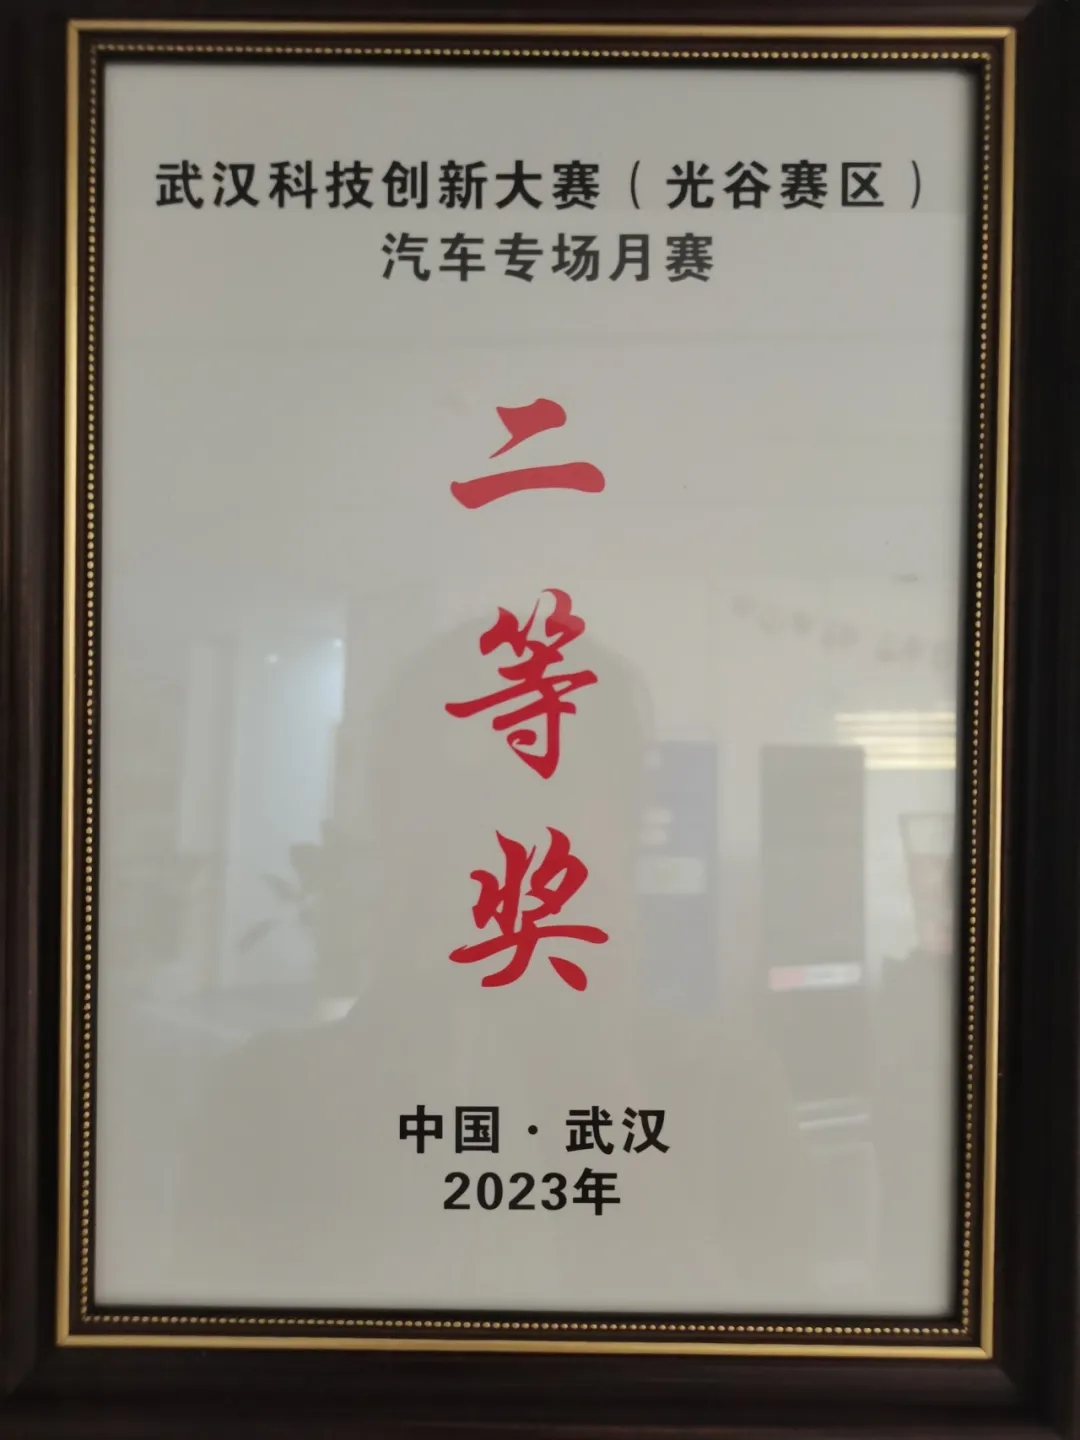 武汉科技创新大赛（光谷赛区）
汽车专场月赛
二
等
奖
中国·武汉
2023年